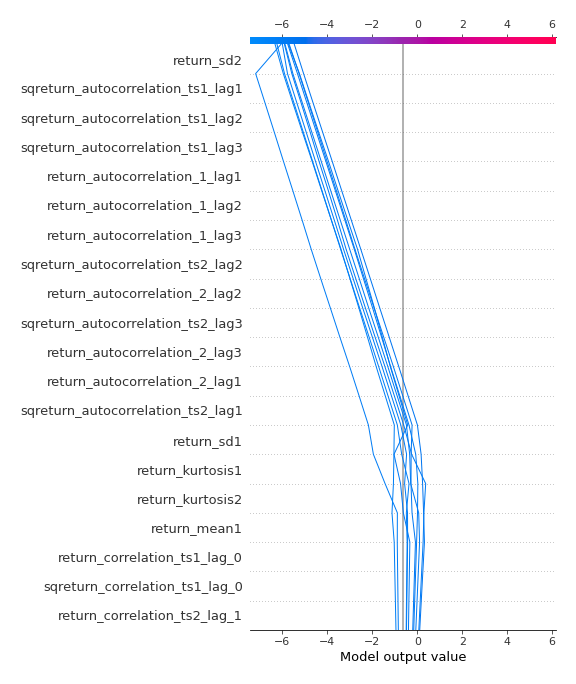 −6 −4 −2 0 2 4 6
return_sd2
sqreturn_autocorrelation_ts1_lag1
sqreturn_autocorrelation_ts1_lag2
sqreturn_autocorrelation_ts1_lag3
return_autocorrelation_1_lag1
return_autocorrelation_1_lag2
return_autocorrelation_1_lag3
sqreturn_autocorrelation_ts2_lag2
return_autocorrelation_2_lag2
sqreturn_autocorrelation_ts2_lag3
return_autocorrelation_2_lag3
return_autocorrelation_2_lag1
sqreturn_autocorrelation_ts2_lag1
return_sd1
return_kurtosis1
return_kurtosis2
return_mean1
return_correlation_ts1_lag_0
sqreturn_correlation_ts1_lag_0
return_correlation_ts2_lag_1
−6 −4 −2 0 2 4 6
Model output value